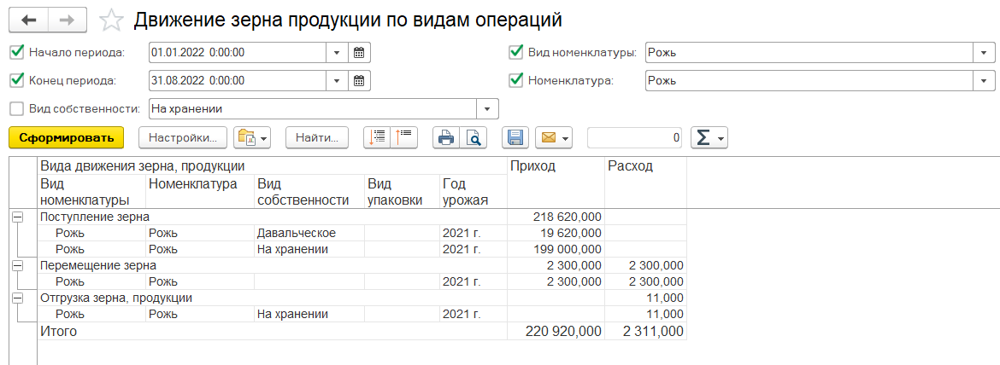 Движение зерна продукции по видам операций
Начало периода: 01.01.2022 0:00:00 Вид номенклатуры: Рожь
Конец периода: 31.08.2022 0:00:00 Номенклатура: Рожь
Вид собственности: На хранении
Сформировать Настройки... Найти... 0 Σ
Вида движения зерна, продукции Приход Расход
Вид номенклатуры Номенклатура Вид собственности Вид упаковки Год урожая
Поступление зерна 218 620,000
Рожь Рожь Давальческое 2021 г. 19 620,000
Рожь Рожь На хранении 2021 г. 199 000,000
Перемещение зерна 2 300,000 2 300,000
Рожь Рожь 2021 г. 2 300,000 2 300,000
Отгрузка зерна, продукции 11,000
Рожь Рожь На хранении 2021 г. 11,000
Итого 220 920,000 2 311,000